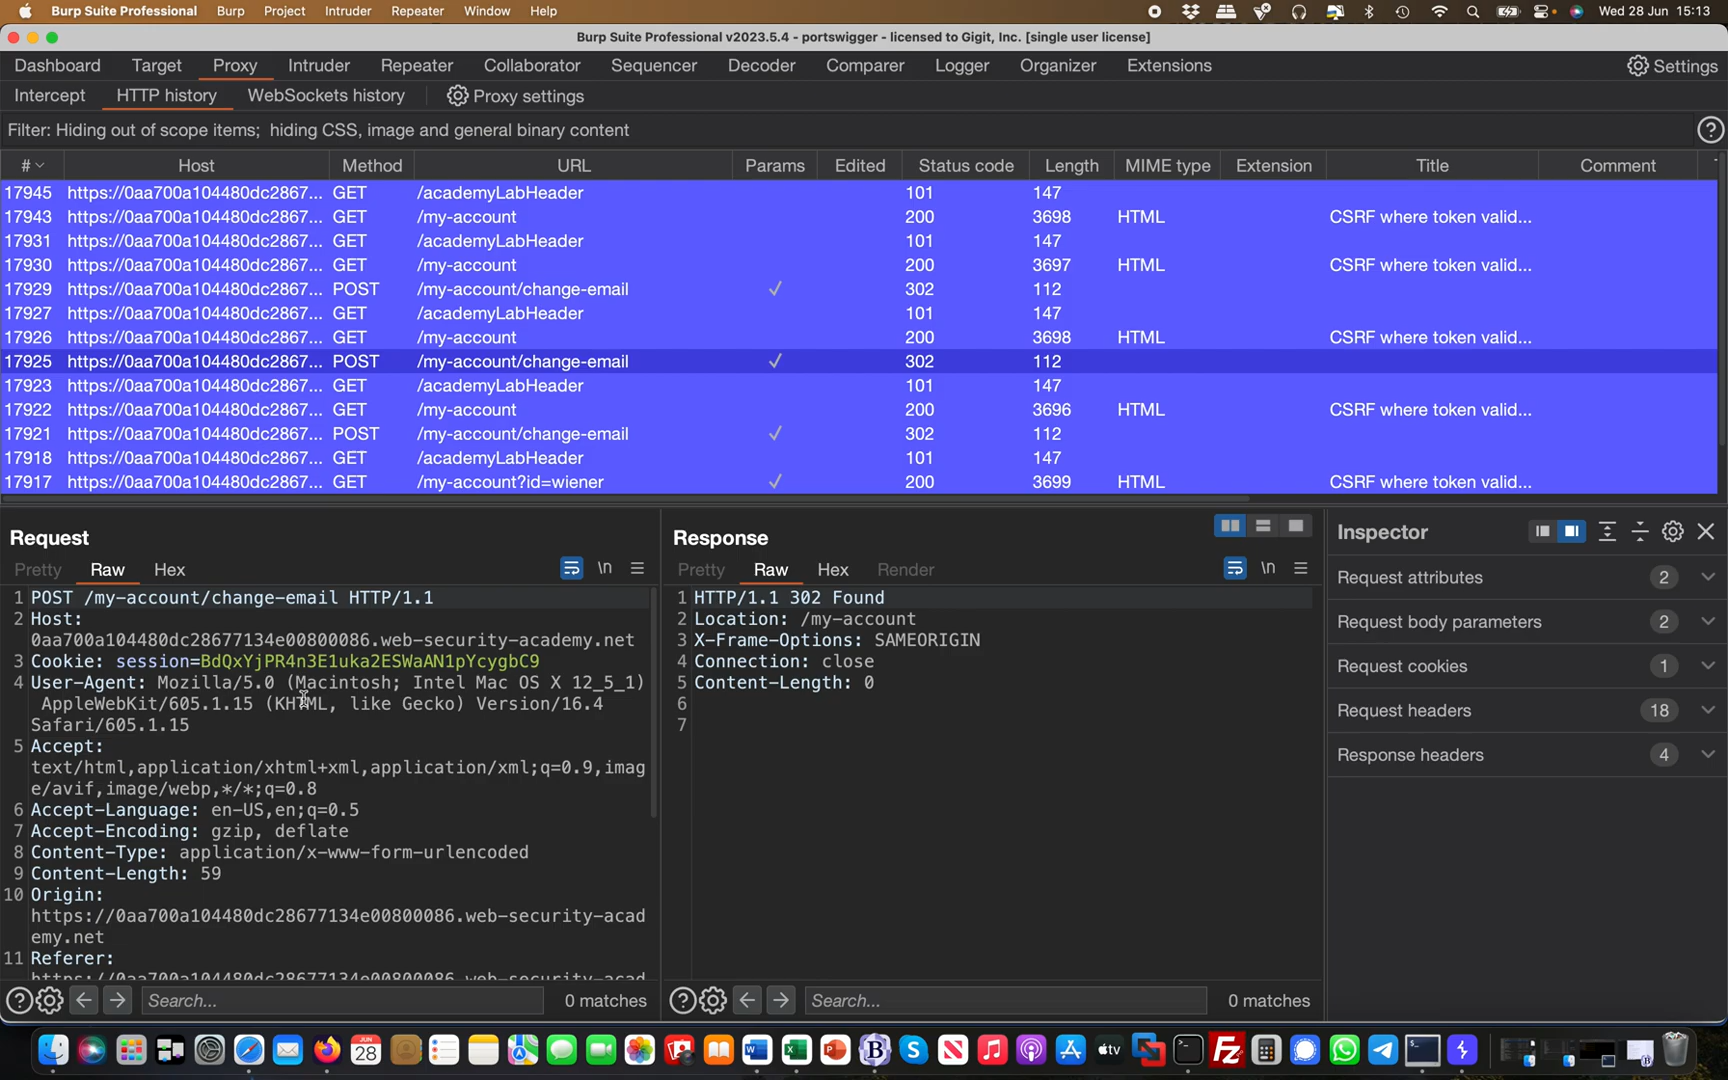 Burp Suite Professional Burp Project Intruder Repeater Window Help Wed 28 Jun 15:13
Burp Suite Professional v2023.5.4 - portswigger - licensed to Gigit, Inc. [single user license]
Dashboard Target Proxy Intruder Repeater Collaborator Sequencer Decoder Comparer Logger Organizer Extensions Settings
Intercept HTTP history WebSockets history Proxy settings
Filter: Hiding out of scope items; hiding CSS, image and general binary content
# Host Method URL Params Edited Status code Length MIME type Extension Title Comment
17945 https://0aa700a104480dc2867... GET /academyLabHeader 101 147
17943 https://0aa700a104480dc2867... GET /my-account 200 3698 HTML CSRF where token valid...
17931 https://0aa700a104480dc2867... GET /academyLabHeader 101 147
17930 https://0aa700a104480dc2867... GET /my-account 200 3697 HTML CSRF where token valid...
17929 https://0aa700a104480dc2867... POST /my-account/change-email ✓ 302 112
17927 https://0aa700a104480dc2867... GET /academyLabHeader 101 147
17926 https://0aa700a104480dc2867... GET /my-account 200 3698 HTML CSRF where token valid...
17925 https://0aa700a104480dc2867... POST /my-account/change-email ✓ 302 112
17923 https://0aa700a104480dc2867... GET /academyLabHeader 101 147
17922 https://0aa700a104480dc2867... GET /my-account 200 3696 HTML CSRF where token valid...
17921 https://0aa700a104480dc2867... POST /my-account/change-email ✓ 302 112
17918 https://0aa700a104480dc2867... GET /academyLabHeader 101 147
17917 https://0aa700a104480dc2867... GET /my-account?id=wiener ✓ 200 3699 HTML CSRF where token valid...
Request
Pretty Raw Hex \n
1 POST /my-account/change-email HTTP/1.1
2 Host:
0aa700a104480dc28677134e00800086.web-security-academy.net
3 Cookie: session=BdQxYjPR4n3E1uka2ESWaAN1pYcygbC9
4 User-Agent: Mozilla/5.0 (Macintosh; Intel Mac OS X 12_5_1)
AppleWebKit/605.1.15 (KHTML, like Gecko) Version/16.4
Safari/605.1.15
5 Accept:
text/html,application/xhtml+xml,application/xml;q=0.9,imag
e/avif,image/webp,*/*;q=0.8
6 Accept-Language: en-US,en;q=0.5
7 Accept-Encoding: gzip, deflate
8 Content-Type: application/x-www-form-urlencoded
9 Content-Length: 59
10 Origin:
https://0aa700a104480dc28677134e00800086.web-security-acad
emy.net
11 Referer:
https://0aa700a104480dc28677134e00800086.web-security-acad
Search... 0 matches
Response
Pretty Raw Hex Render \n
1 HTTP/1.1 302 Found
2 Location: /my-account
3 X-Frame-Options: SAMEORIGIN
4 Connection: close
5 Content-Length: 0
6
7
Search... 0 matches
Inspector
Request attributes 2
Request body parameters 2
Request cookies 1
Request headers 18
Response headers 4
JUN
28
tv